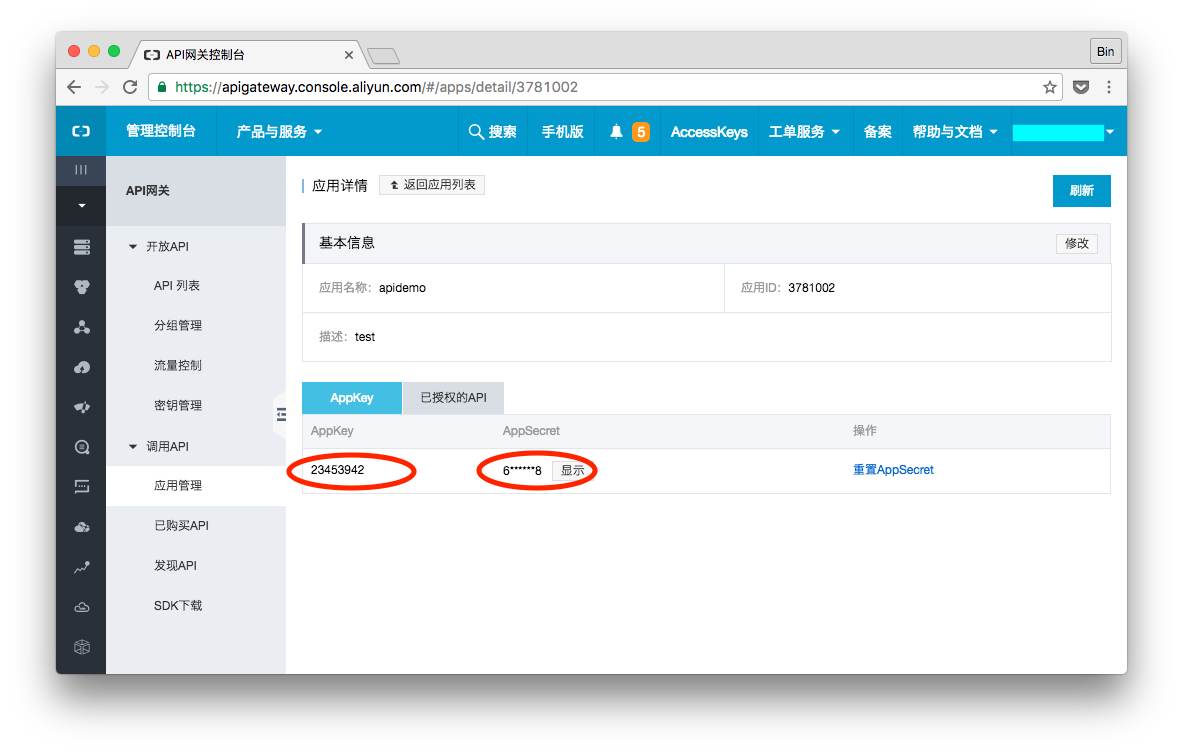 API网关控制台
Bin
https://apigateway.console.aliyun.com/#/apps/detail/3781002
管理控制台 产品与服务 搜索 手机版 5 AccessKeys 工单服务 备案 帮助与文档
API网关
开放API
API 列表
分组管理
流量控制
密钥管理
调用API
应用管理
已购买API
发现API
SDK下载
应用详情 返回应用列表 刷新
基本信息 修改
应用名称: apidemo 应用ID: 3781002
描述: test
AppKey 已授权的API
AppKey AppSecret 操作
23453942 6******8 显示 重置AppSecret